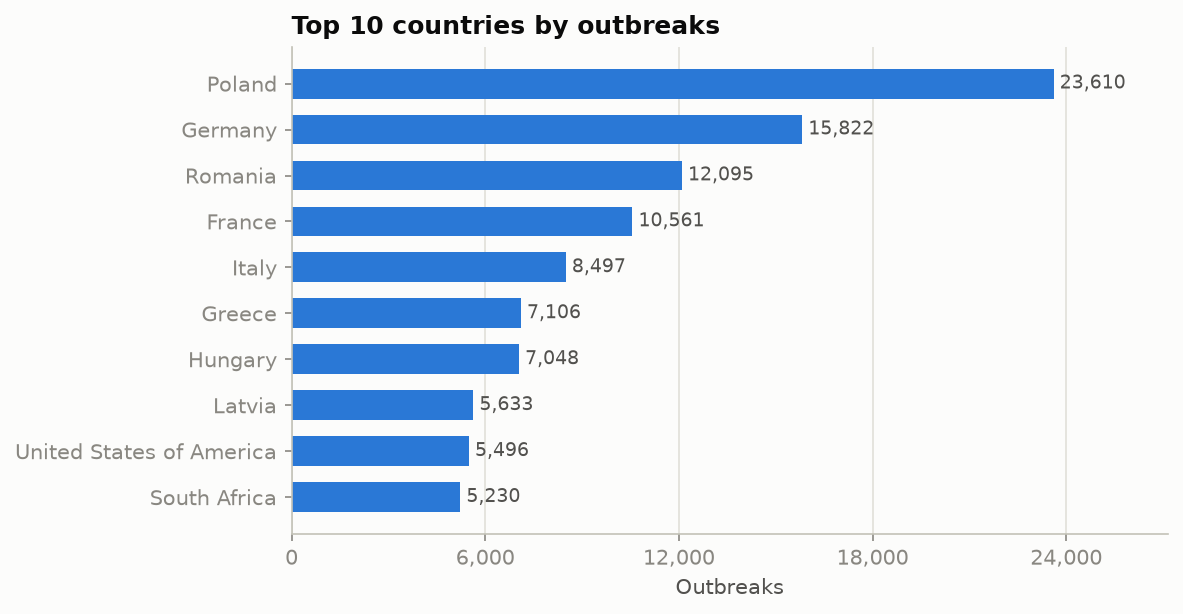 Top 10 countries by outbreaks
Poland 23,610
Germany 15,822
Romania 12,095
France 10,561
Italy 8,497
Greece 7,106
Hungary 7,048
Latvia 5,633
United States of America 5,496
South Africa 5,230
0 6,000 12,000 18,000 24,000
Outbreaks